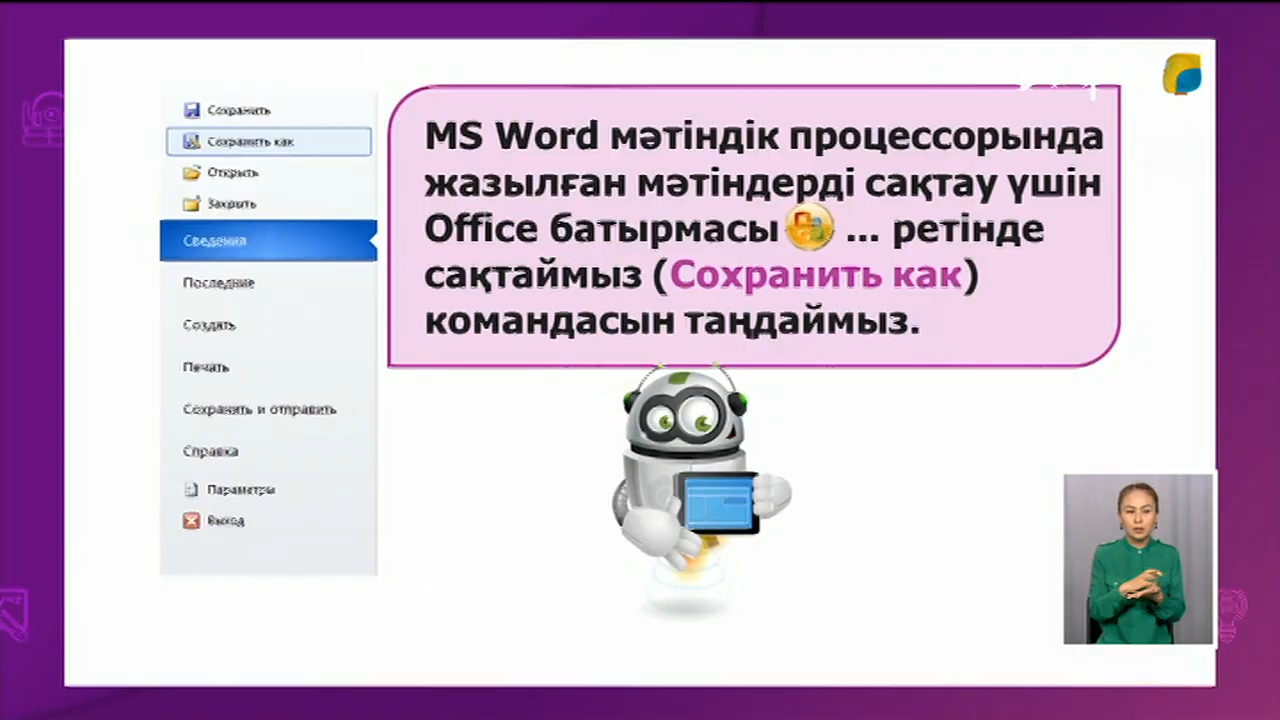 Сохранить
Сохранить как
Открыть
Закрыть
Сведения
Последние
Создать
Печать
Сохранить и отправить
Справка
Параметры
Выход
MS Word мәтіндік процессорында
жазылған мәтіндерді сақтау үшін
Office батырмасы ... ретінде
сақтаймыз (Сохранить как)
командасын таңдаймыз.